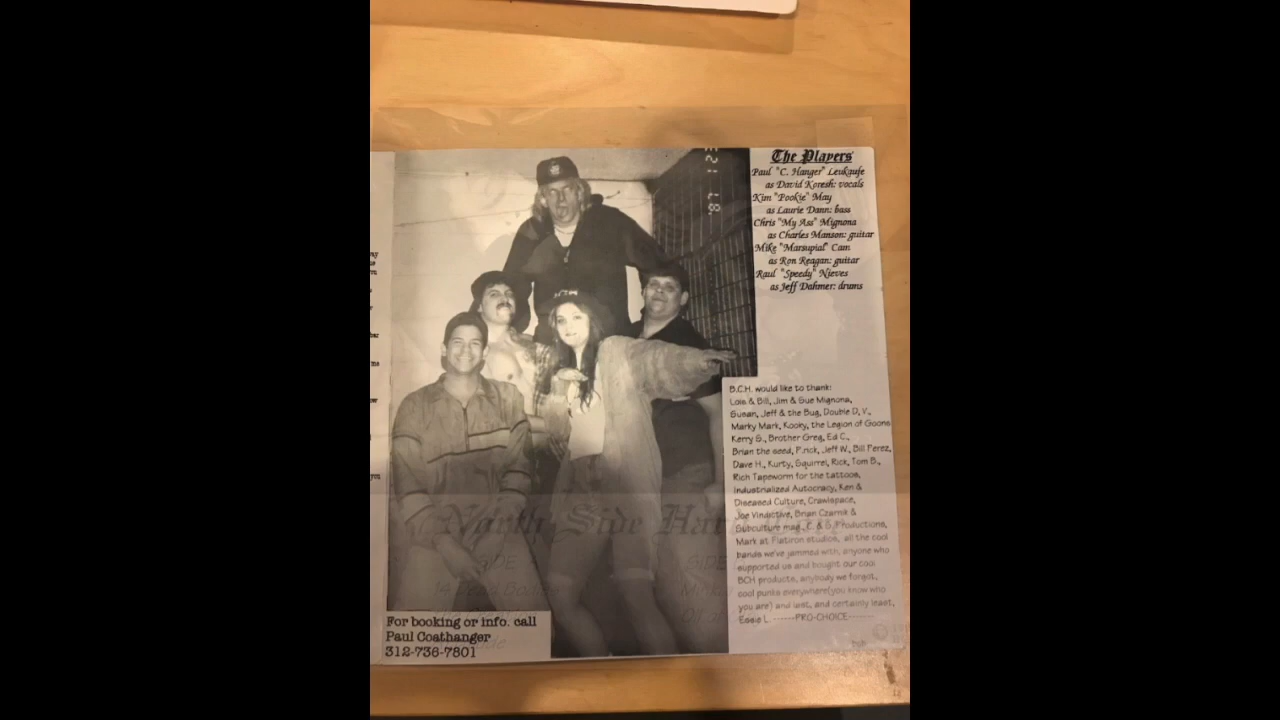 The Players
Paul "C. Hanger" Leukaufe
as David Koresh: vocals
Kim "Pookie" May
as Laurie Dann: bass
Chris "My Ass" Mignona
as Charles Manson: guitar
Mike "Marsupial" Cain
as Ron Reagan: guitar
Raul "Speedy" Nieves
as Jeff Dahmer: drums
B.C.H. would like to thank:
Lois & Bill, Jim & Sue Mignona,
Susan, Jeff & the Bug, Double D, V.,
Marky Mark, Kooky, the Legion of Goons
Kerry S., Brother Greg, Ed C.,
Brian the seed, P.rick, Jeff W., Bill Perez,
Dave H., Kurty, Squirrel, Rick, Tom B.,
Rich Tapeworm for the tattoos,
Industrialized Autocracy, Ken &
Diseased Culture, Crawlspace,
Joe Vindictive, Brian Czarnik &
Subculture mag., E. & G. Productions,
Mark at Flatiron studios, all the cool
bands we've jammed with, anyone who
supported us and bought our cool
BCH products, anybody we forgot,
cool punks everywhere(you know who
you are) and last, and certainly least,
Essie L. ------PRO-CHOICE-------
North Side
SIDE
SIDE
For booking or info. call
Paul Coathanger
312-736-7801